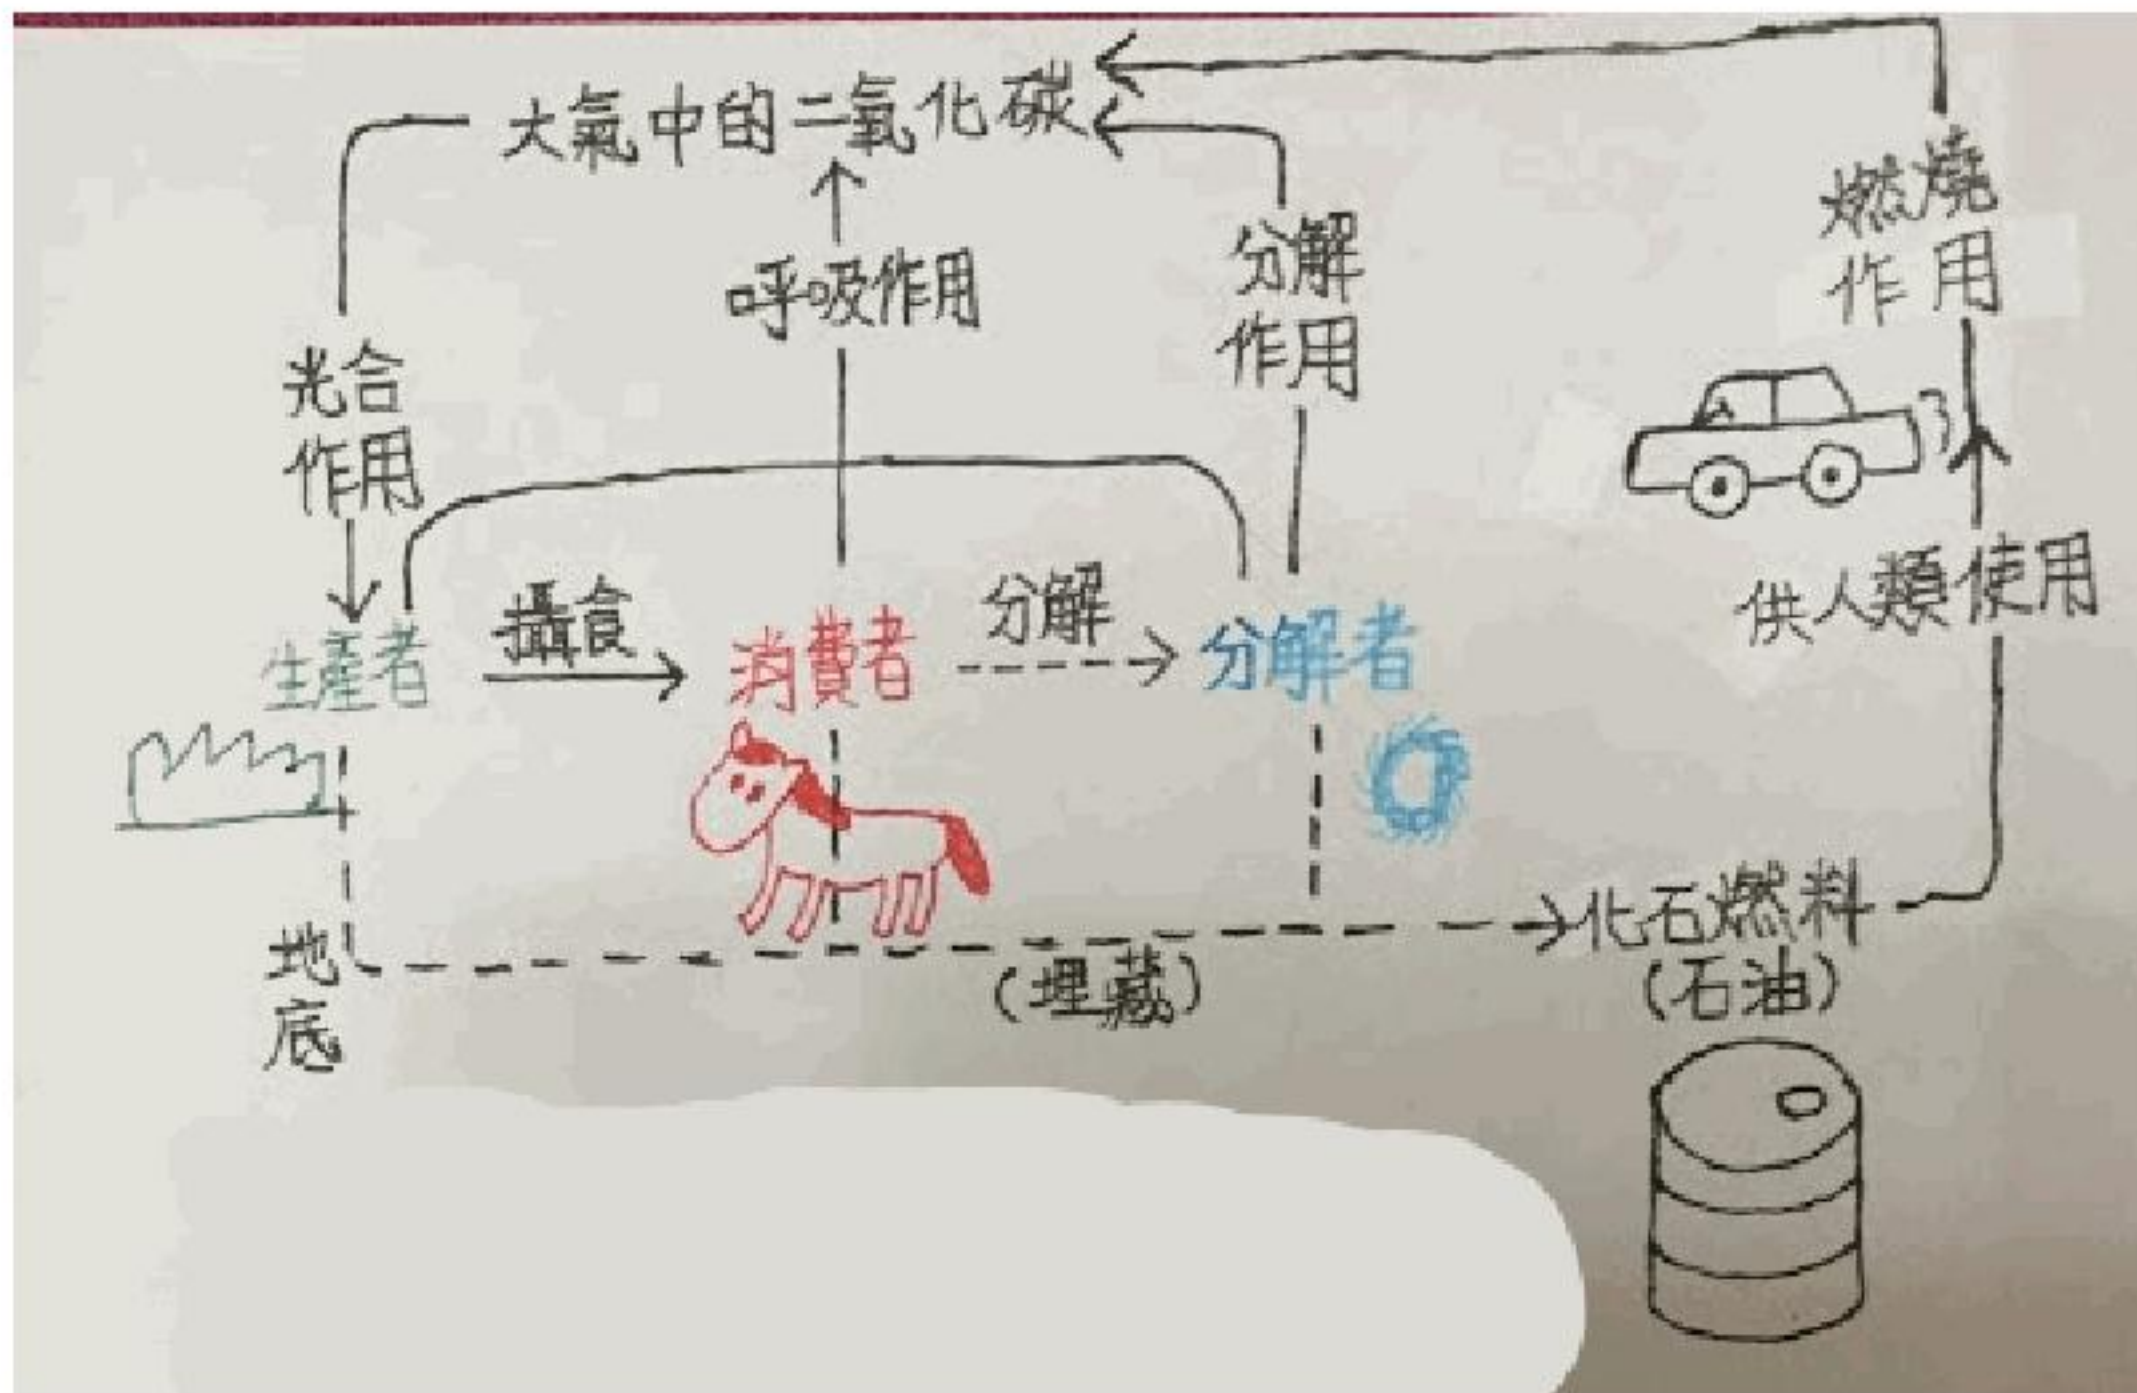 大氣中的二氧化碳
燃燒
作用
呼吸作用
分解
作用
光合
作用
供人類使用
生產者
攝食
消費者
分解
分解者
地
底
(埋藏)
化石燃料
(石油)